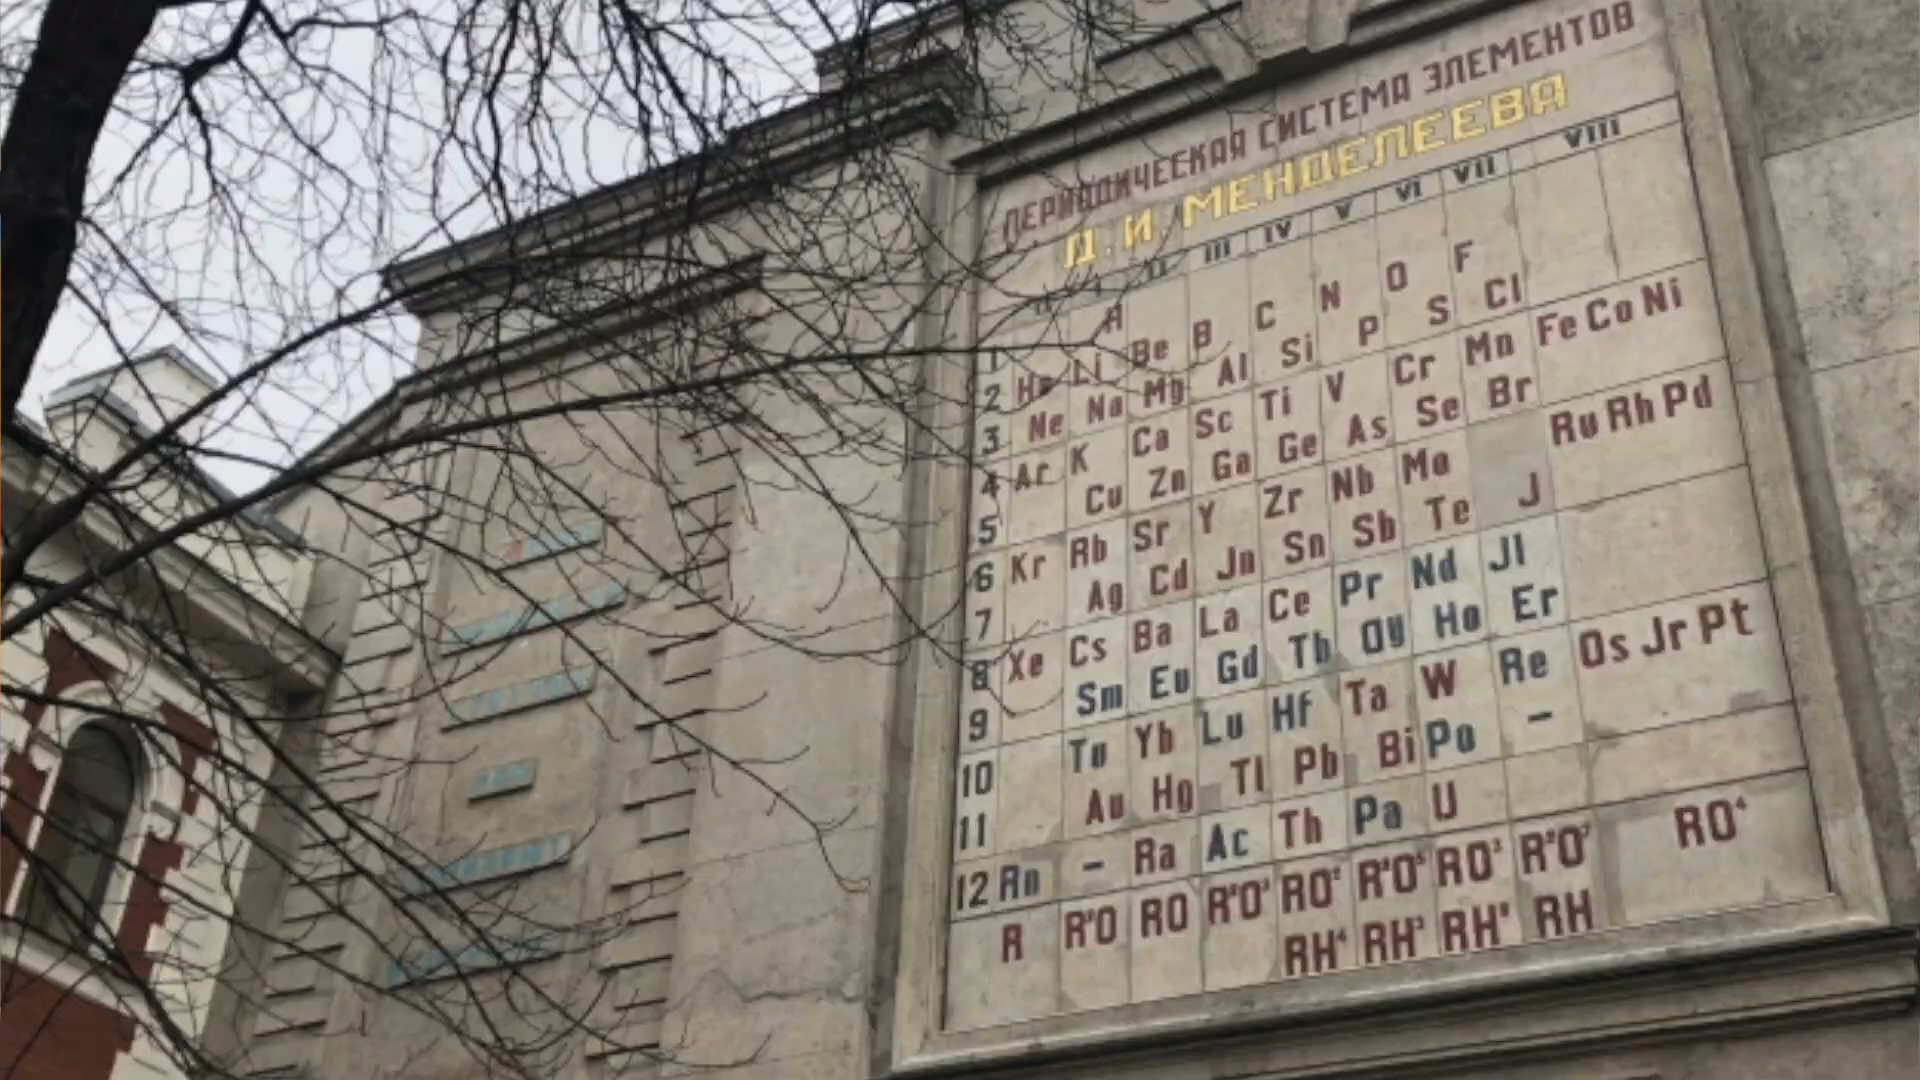 ПЕРИОДИЧЕСКАЯ СИСТЕМА ЭЛЕМЕНТОВ
Д. И. МЕНДЕЛЕЕВА
I II III IV V VI VII VIII
1 H
2 He Li Be B C N O F
3 Ne Na Mg Al Si P S Cl
4 Ar K Ca Sc Ti V Cr Mn Fe Co Ni
5 Cu Zn Ga Ge As Se Br
6 Kr Rb Sr Y Zr Nb Mo Ru Rh Pd
7 Ag Cd Jn Sn Sb Te J
8 Xe Cs Ba La Ce Pr Nd Jl
9 Sm Eu Gd Tb Dy Ho Er
10 Tu Yb Lu Hf Ta W Re Os Jr Pt
11 Au Hg Tl Pb Bi Po –
12 Rn – Ra Ac Th Pa U
R R²O RO R²O³ RO² R²O⁵ RO³ R²O⁷ RO⁴
RH⁴ RH³ RH² RH